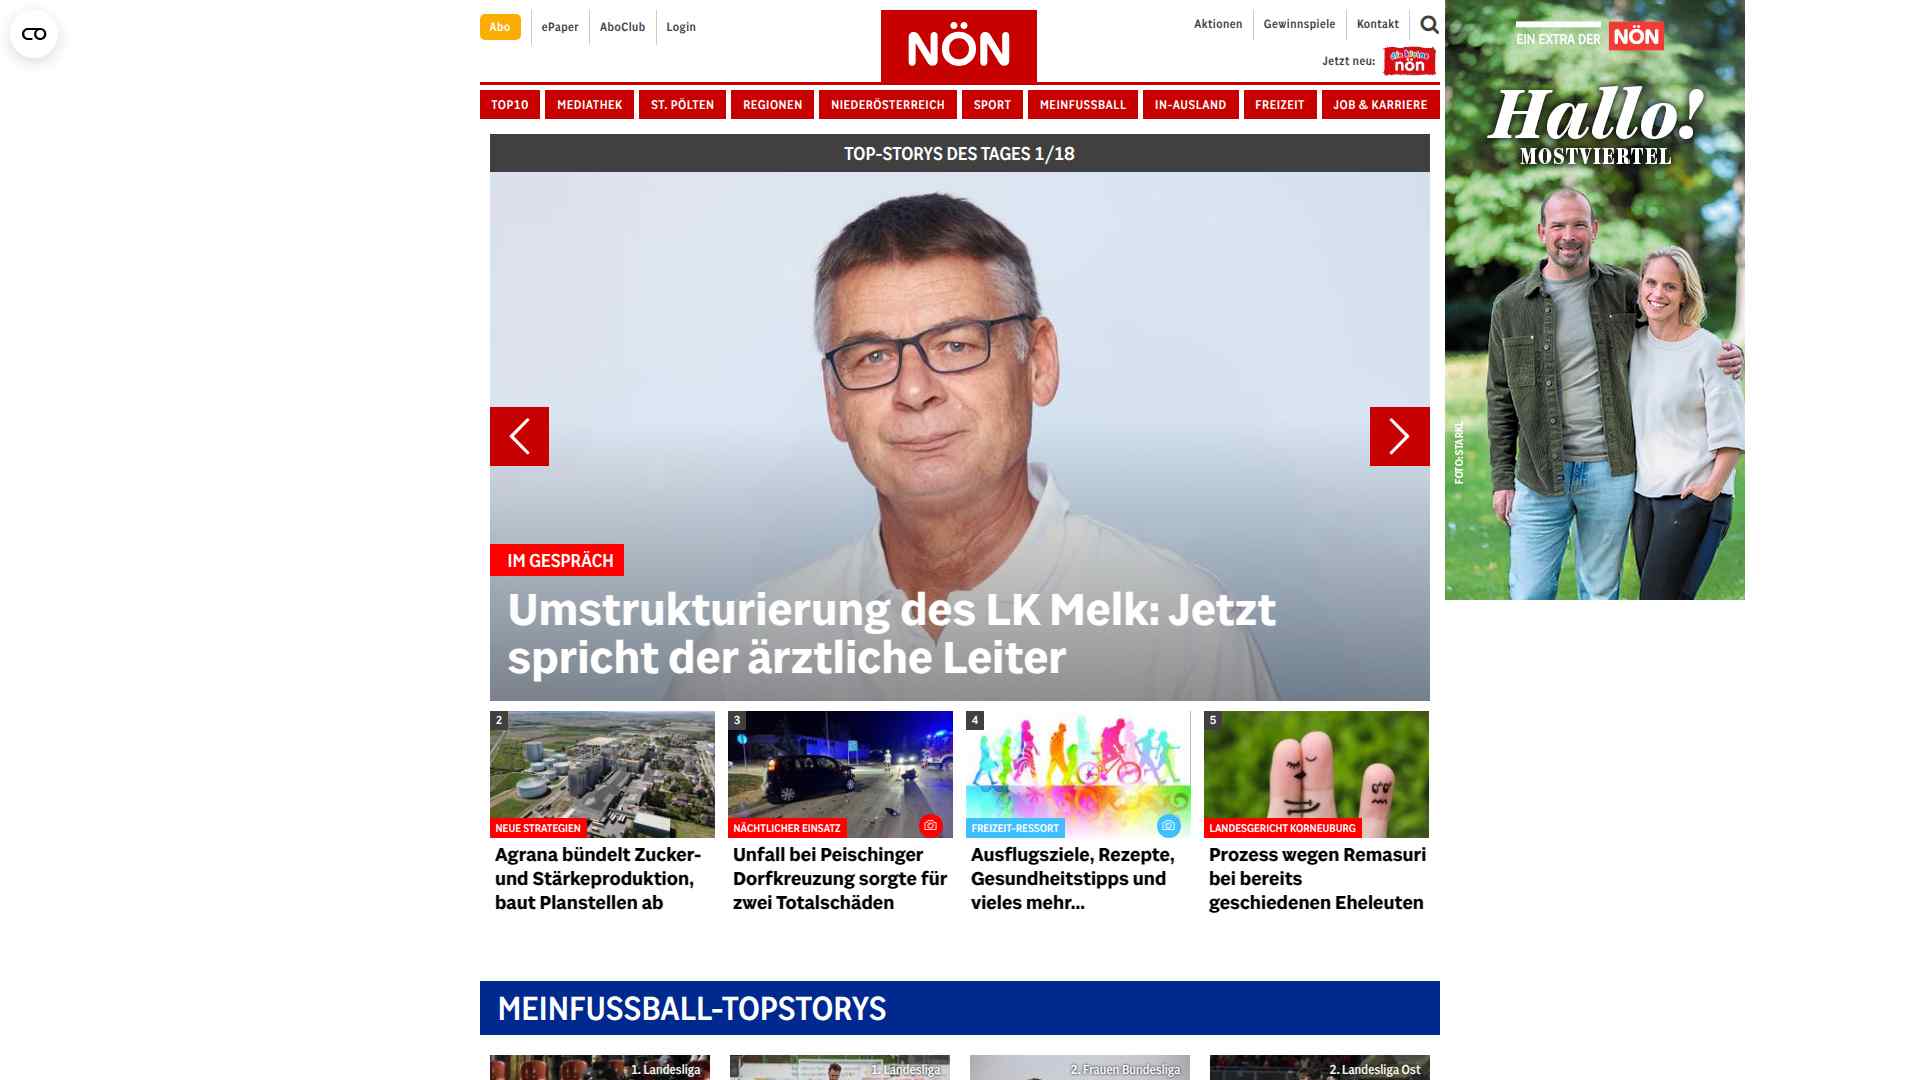 Abo
ePaper
AboClub
Login
NÖN
Aktionen
Gewinnspiele
Kontakt
Jetzt neu:
die kleine
nön
TOP10
MEDIATHEK
ST. PÖLTEN
REGIONEN
NIEDERÖSTERREICH
SPORT
MEINFUSSBALL
IN-AUSLAND
FREIZEIT
JOB & KARRIERE
EIN EXTRA DER NÖN
Hallo!
MOSTVIERTEL
FOTO: STARKL
TOP-STORYS DES TAGES 1/18
IM GESPRÄCH
Umstrukturierung des LK Melk: Jetzt
spricht der ärztliche Leiter
2
NEUE STRATEGIEN
Agrana bündelt Zucker-
und Stärkeproduktion,
baut Planstellen ab
3
NÄCHTLICHER EINSATZ
Unfall bei Peischinger
Dorfkreuzung sorgte für
zwei Totalschäden
4
FREIZEIT-RESSORT
Ausflugsziele, Rezepte,
Gesundheitstipps und
vieles mehr...
5
LANDESGERICHT KORNEUBURG
Prozess wegen Remasuri
bei bereits
geschiedenen Eheleuten
MEINFUSSBALL-TOPSTORYS
1. Landesliga
1. Landesliga
2. Frauen Bundesliga
2. Landesliga Ost